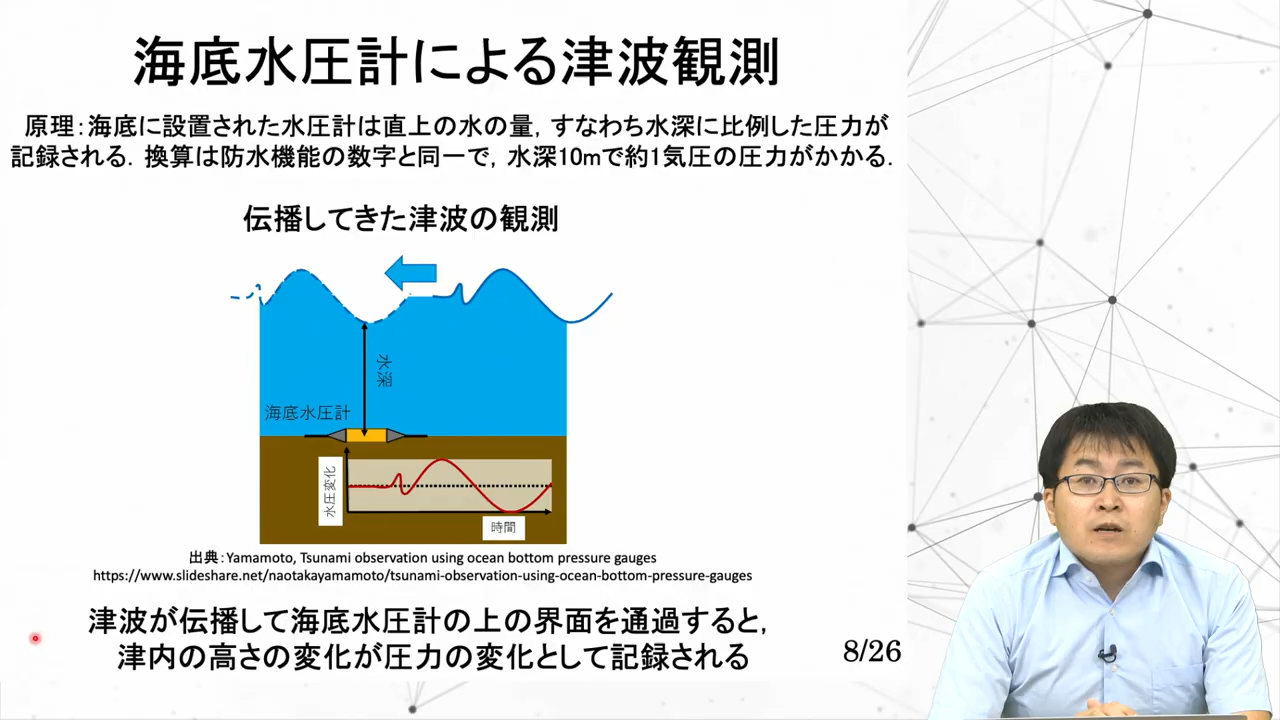 海底水圧計による津波観測
原理：海底に設置された水圧計は直上の水の量，すなわち水深に比例した圧力が
記録される．換算は防水機能の数字と同一で，水深10mで約1気圧の圧力がかかる．
伝播してきた津波の観測
水深
海底水圧計
水圧変化
時間
出典：Yamamoto, Tsunami observation using ocean bottom pressure gauges
https://www.slideshare.net/naotakayamamoto/tsunami-observation-using-ocean-bottom-pressure-gauges
津波が伝播して海底水圧計の上の界面を通過すると，
津内の高さの変化が圧力の変化として記録される
8/26